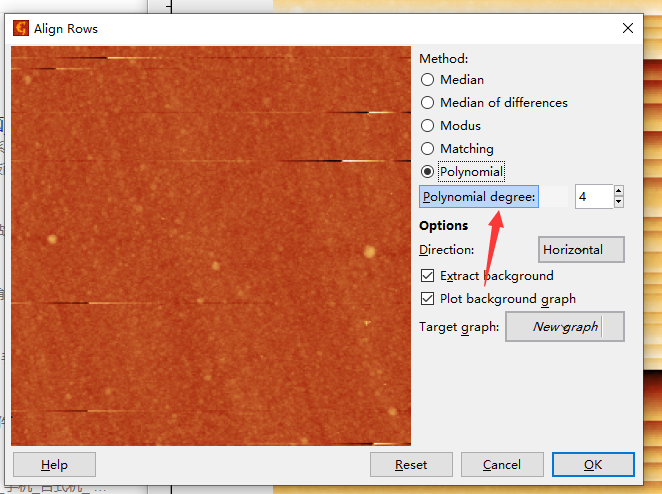 Align Rows
Method:
Median
Median of differences
Modus
Matching
Polynomial
Polynomial degree: 4
Options
Direction: Horizontal
Extract background
Plot background graph
Target graph: New graph
Help Reset Cancel OK